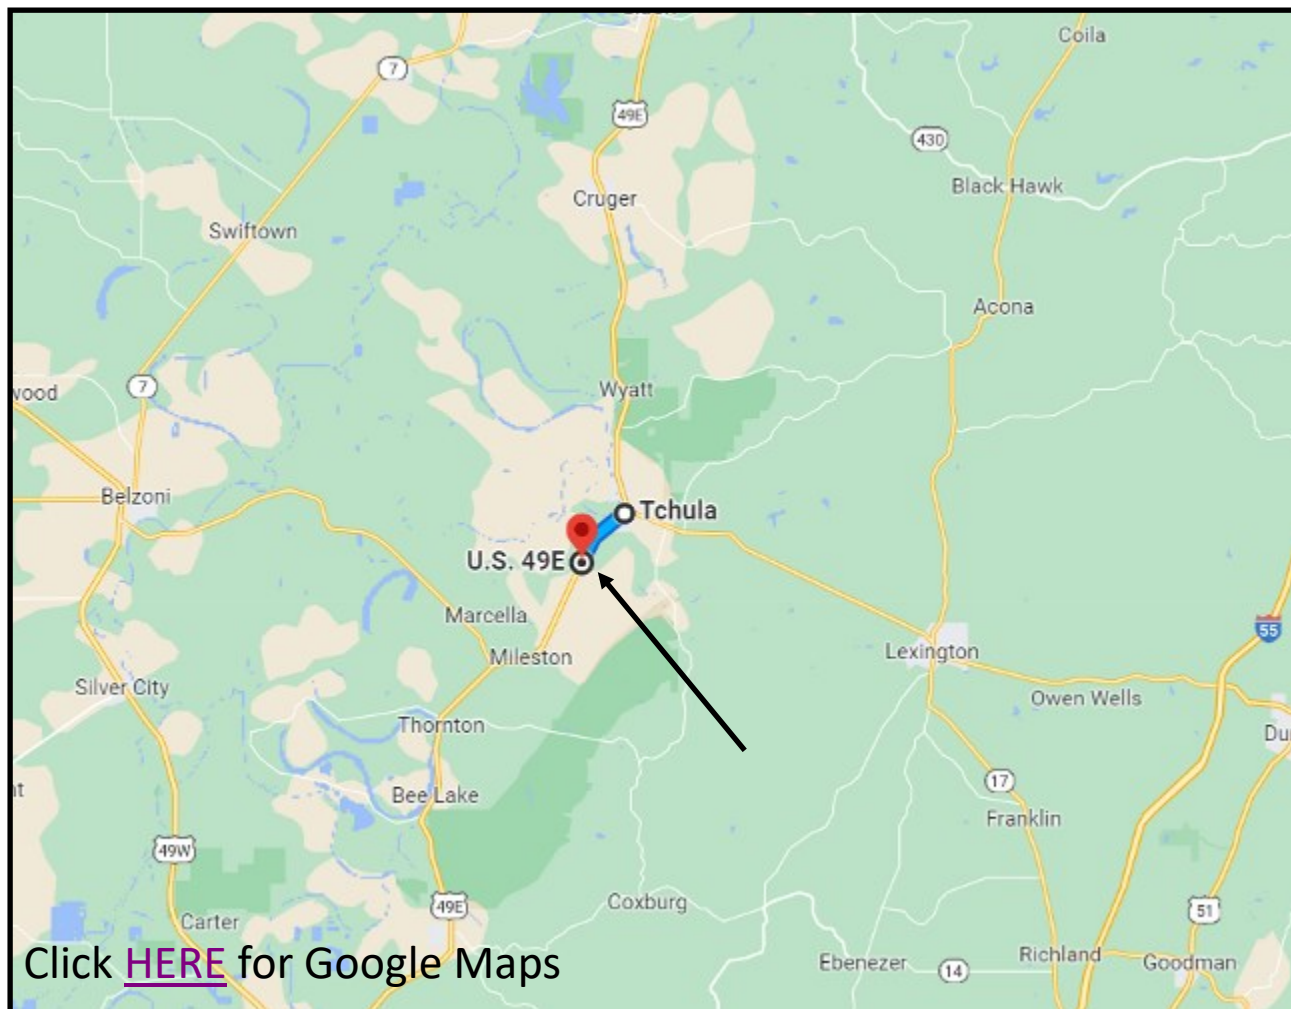 Coila
7
49E
430
Black Hawk
Cruger
Swiftown
Acona
7
Wyatt
wood
Belzoni
Tchula
U.S. 49E
Marcella
55
Mileston
Lexington
Silver City
Owen Wells
Thornton
Du
17
Bee Lake
Franklin
49W
49E
Coxburg
51
Carter
Click HERE for Google Maps
Ebenezer
14
Richland
Goodman